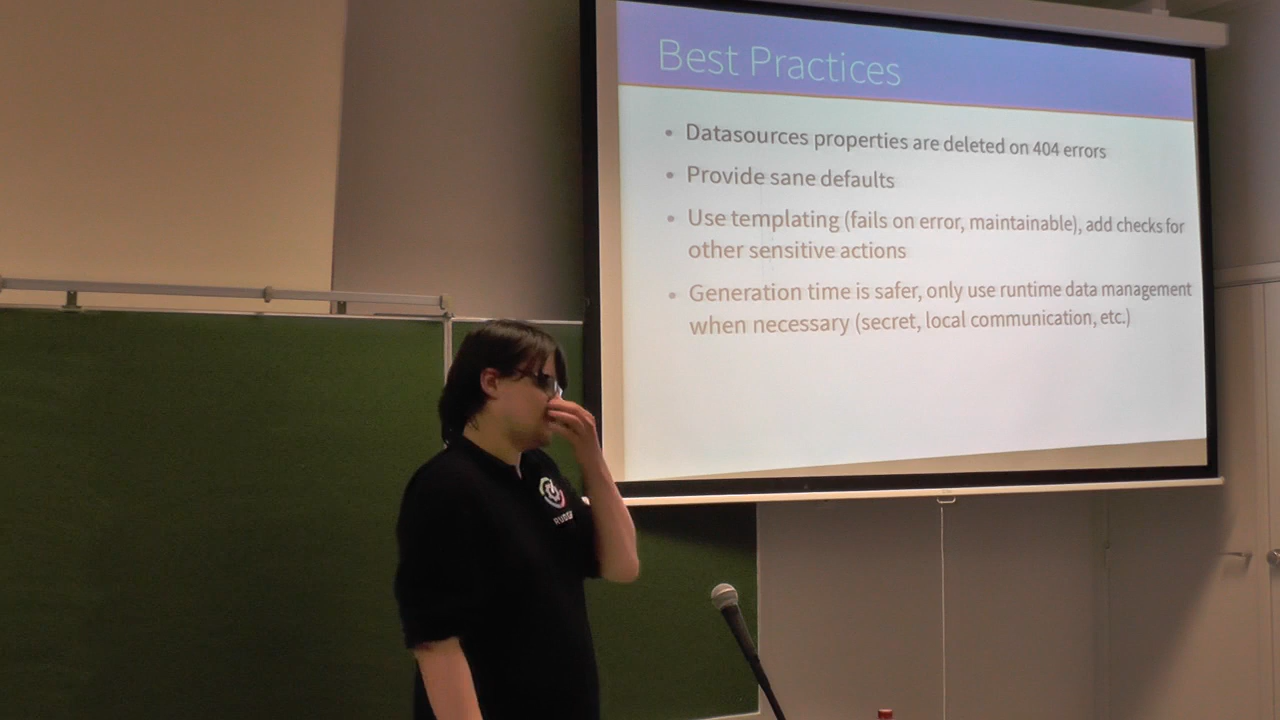 Best Practices
• Datasources properties are deleted on 404 errors
• Provide sane defaults
• Use templating (fails on error, maintainable), add checks for
other sensitive actions
• Generation time is safer, only use runtime data management
when necessary (secret, local communication, etc.)